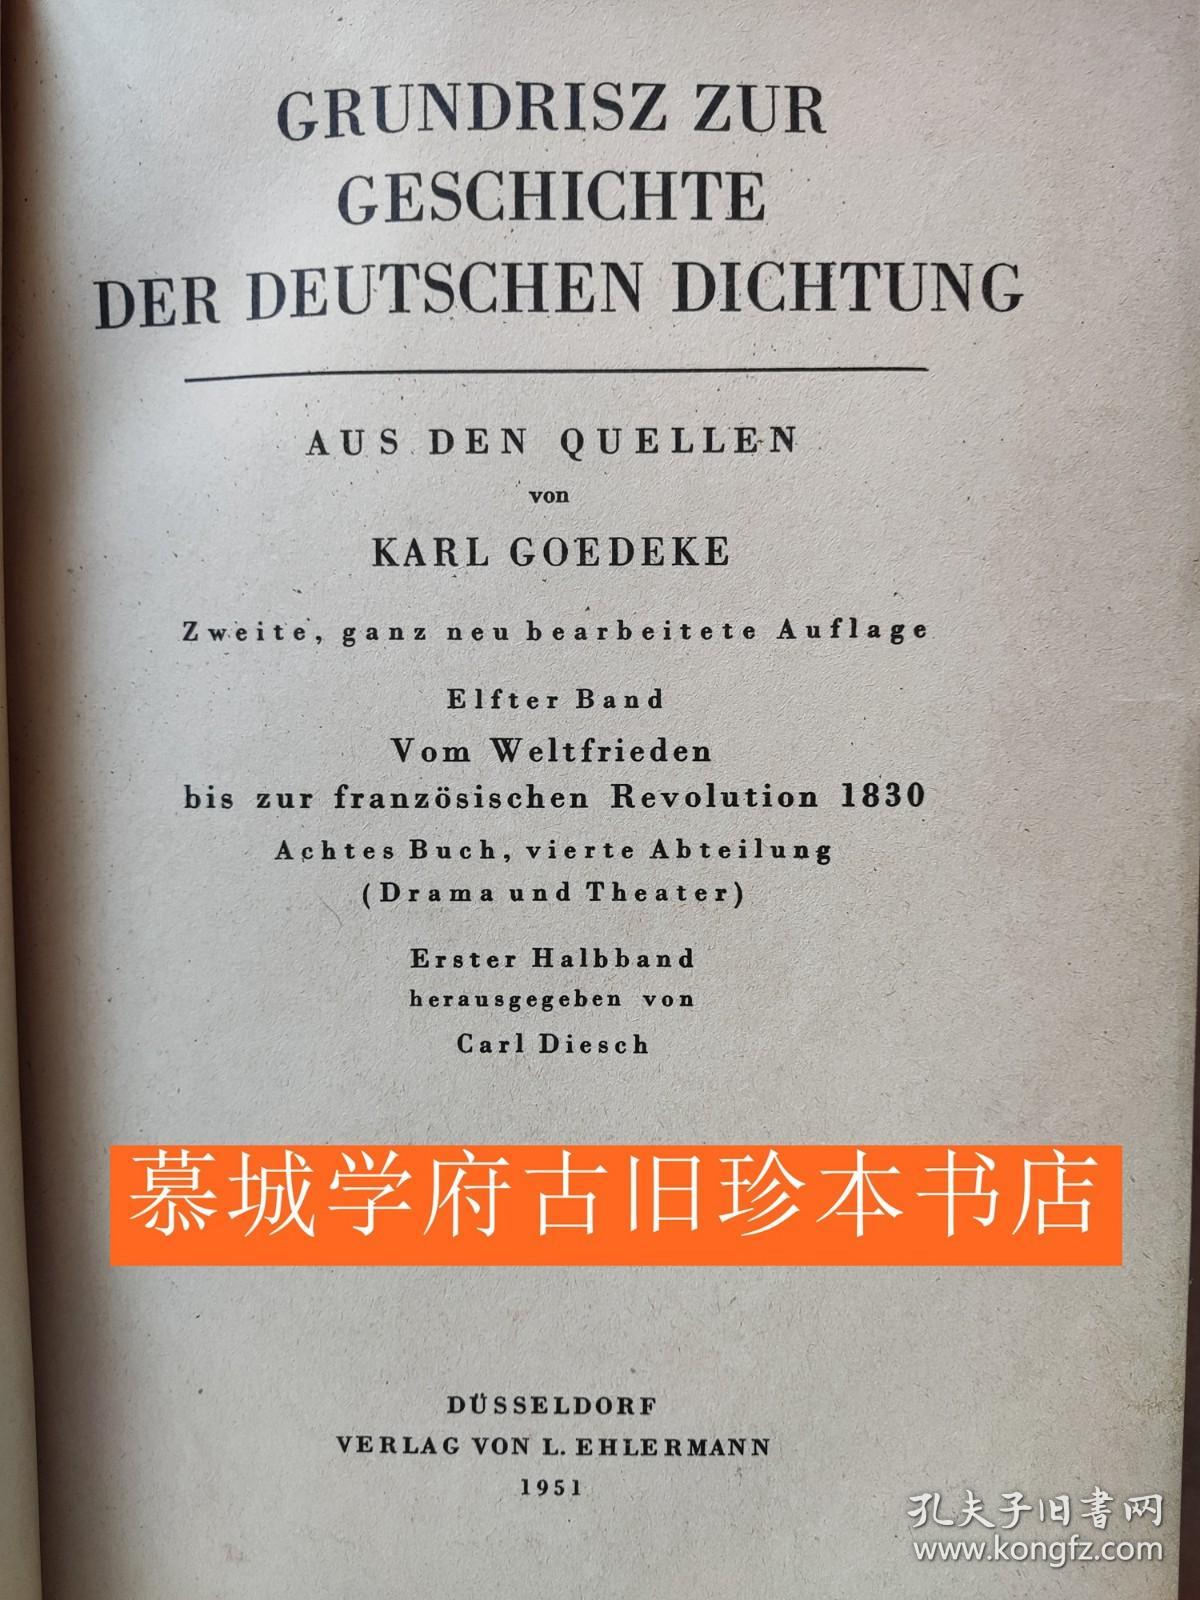 GRUNDRISZ ZUR
GESCHICHTE
DER DEUTSCHEN DICHTUNG
AUS DEN QUELLEN
von
KARL GOEDEKE
Zweite, ganz neu bearbeitete Auflage
Elfter Band
Vom Weltfrieden
bis zur französischen Revolution 1830
Achtes Buch, vierte Abteilung
(Drama und Theater)
Erster Halbband
herausgegeben von
Carl Diesch
慕城学府古旧珍本书店
DÜSSELDORF
VERLAG VON L. EHLERMANN
1951
孔夫子旧书网
www.kongfz.com